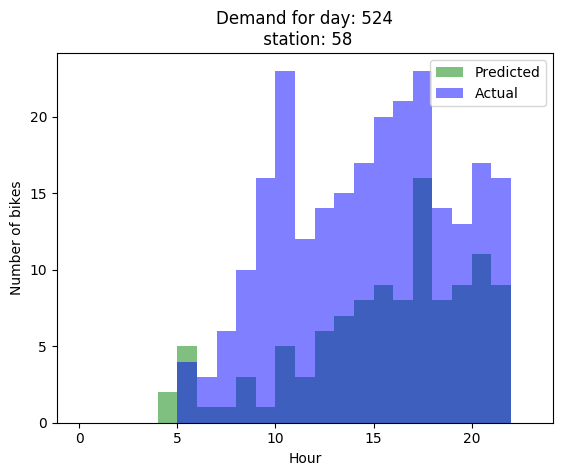 Demand for day: 524
station: 58
Predicted
Actual
Number of bikes
20
15
10
5
0
0
5
10
15
20
Hour